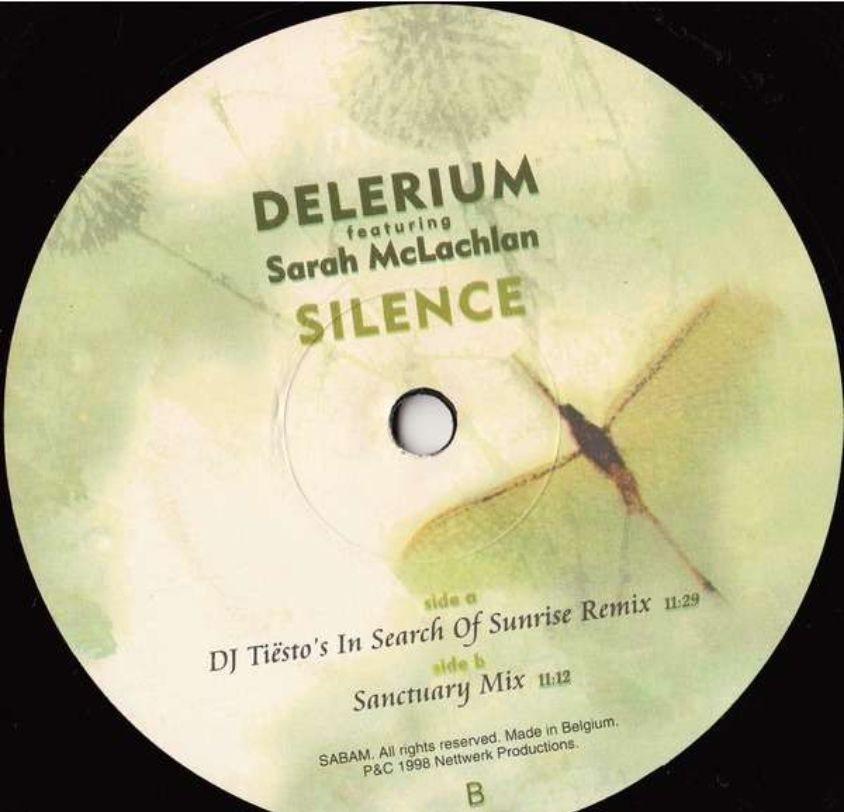 DELERIUM
featuring
Sarah McLachlan
SILENCE
side a
DJ Tiësto's In Search Of Sunrise Remix 11:29
side b
Sanctuary Mix 11:12
SABAM. All rights reserved. Made in Belgium.
P&C 1998 Nettwerk Productions.
B